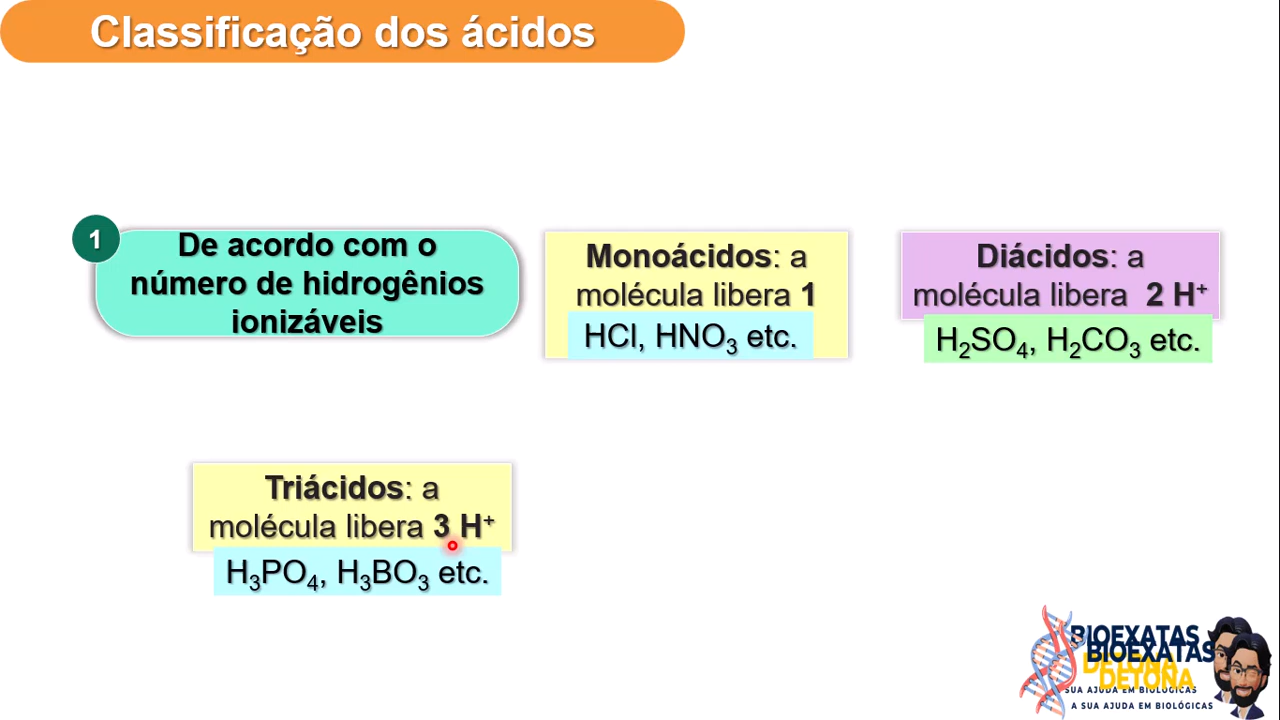 Classificação dos ácidos
1
De acordo com o
número de hidrogênios
ionizáveis
Monoácidos: a
molécula libera 1
HCl, HNO₃ etc.
Diácidos: a
molécula libera 2 H⁺
H₂SO₄, H₂CO₃ etc.
Triácidos: a
molécula libera 3 H⁺
H₃PO₄, H₃BO₃ etc.
BIOEXATAS
BIOEXATAS
DETONA
DETONA
SUA AJUDA EM BIOLÓGICAS
A SUA AJUDA EM BIOLÓGICAS